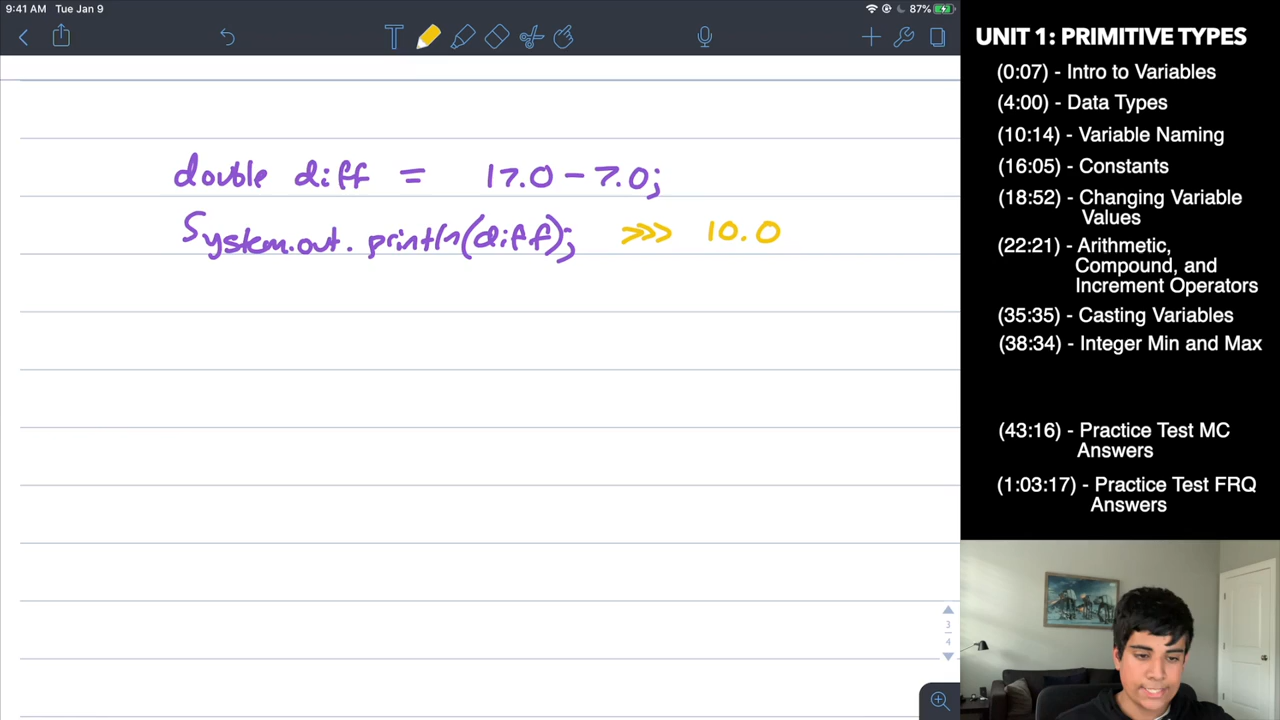 9:41 AM Tue Jan 9
87%
double diff = 17.0 - 7.0;
System.out.println(diff); >>> 10.0
3
4
UNIT 1: PRIMITIVE TYPES
(0:07) - Intro to Variables
(4:00) - Data Types
(10:14) - Variable Naming
(16:05) - Constants
(18:52) - Changing Variable
Values
(22:21) - Arithmetic,
Compound, and
Increment Operators
(35:35) - Casting Variables
(38:34) - Integer Min and Max
(43:16) - Practice Test MC
Answers
(1:03:17) - Practice Test FRQ
Answers